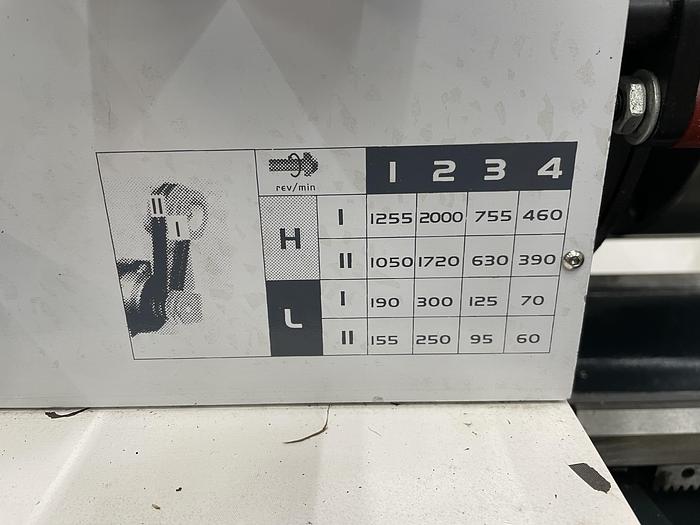 rev/min 1 2 3 4
H I 1255 2000 755 460
II 1050 1720 630 390
L I 190 300 125 70
II 155 250 95 60
II I